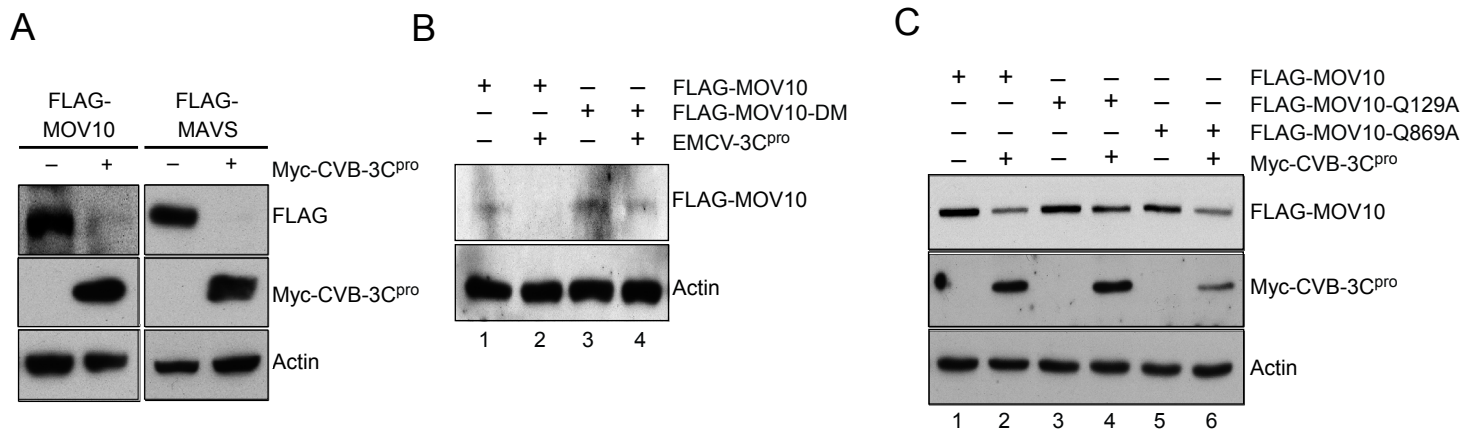 A
FLAG-
MOV10
FLAG-
MAVS
– + – + Myc-CVB-3Cpro
FLAG
Myc-CVB-3Cpro
Actin
B
+ + – – FLAG-MOV10
– – + + FLAG-MOV10-DM
– + – + EMCV-3Cpro
FLAG-MOV10
Actin
1 2 3 4
C
+ + – – – – FLAG-MOV10
– – + + – – FLAG-MOV10-Q129A
– – – – + + FLAG-MOV10-Q869A
– + – + – + Myc-CVB-3Cpro
FLAG-MOV10
Myc-CVB-3Cpro
Actin
1 2 3 4 5 6